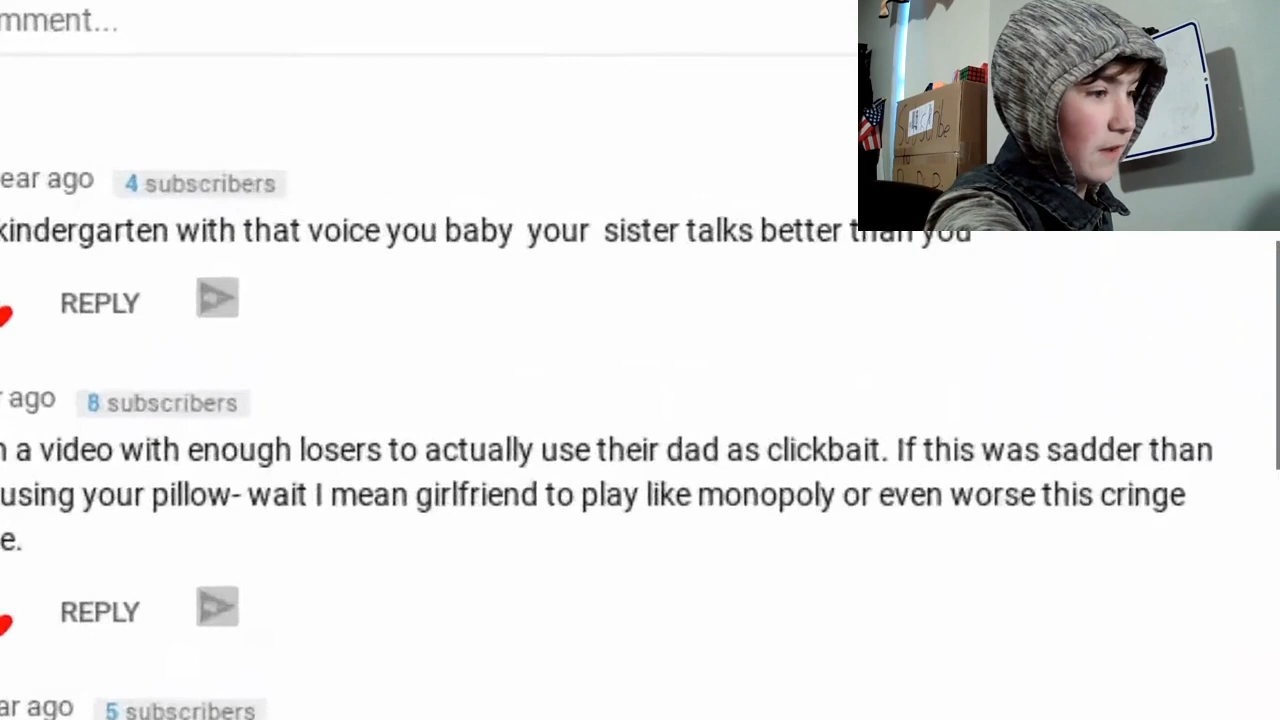 mment...
ear ago 4 subscribers
kindergarten with that voice you baby your sister talks better than you
REPLY
r ago 8 subscribers
n a video with enough losers to actually use their dad as clickbait. If this was sadder than
using your pillow- wait I mean girlfriend to play like monopoly or even worse this cringe
e.
REPLY
ar ago 5 subscribers